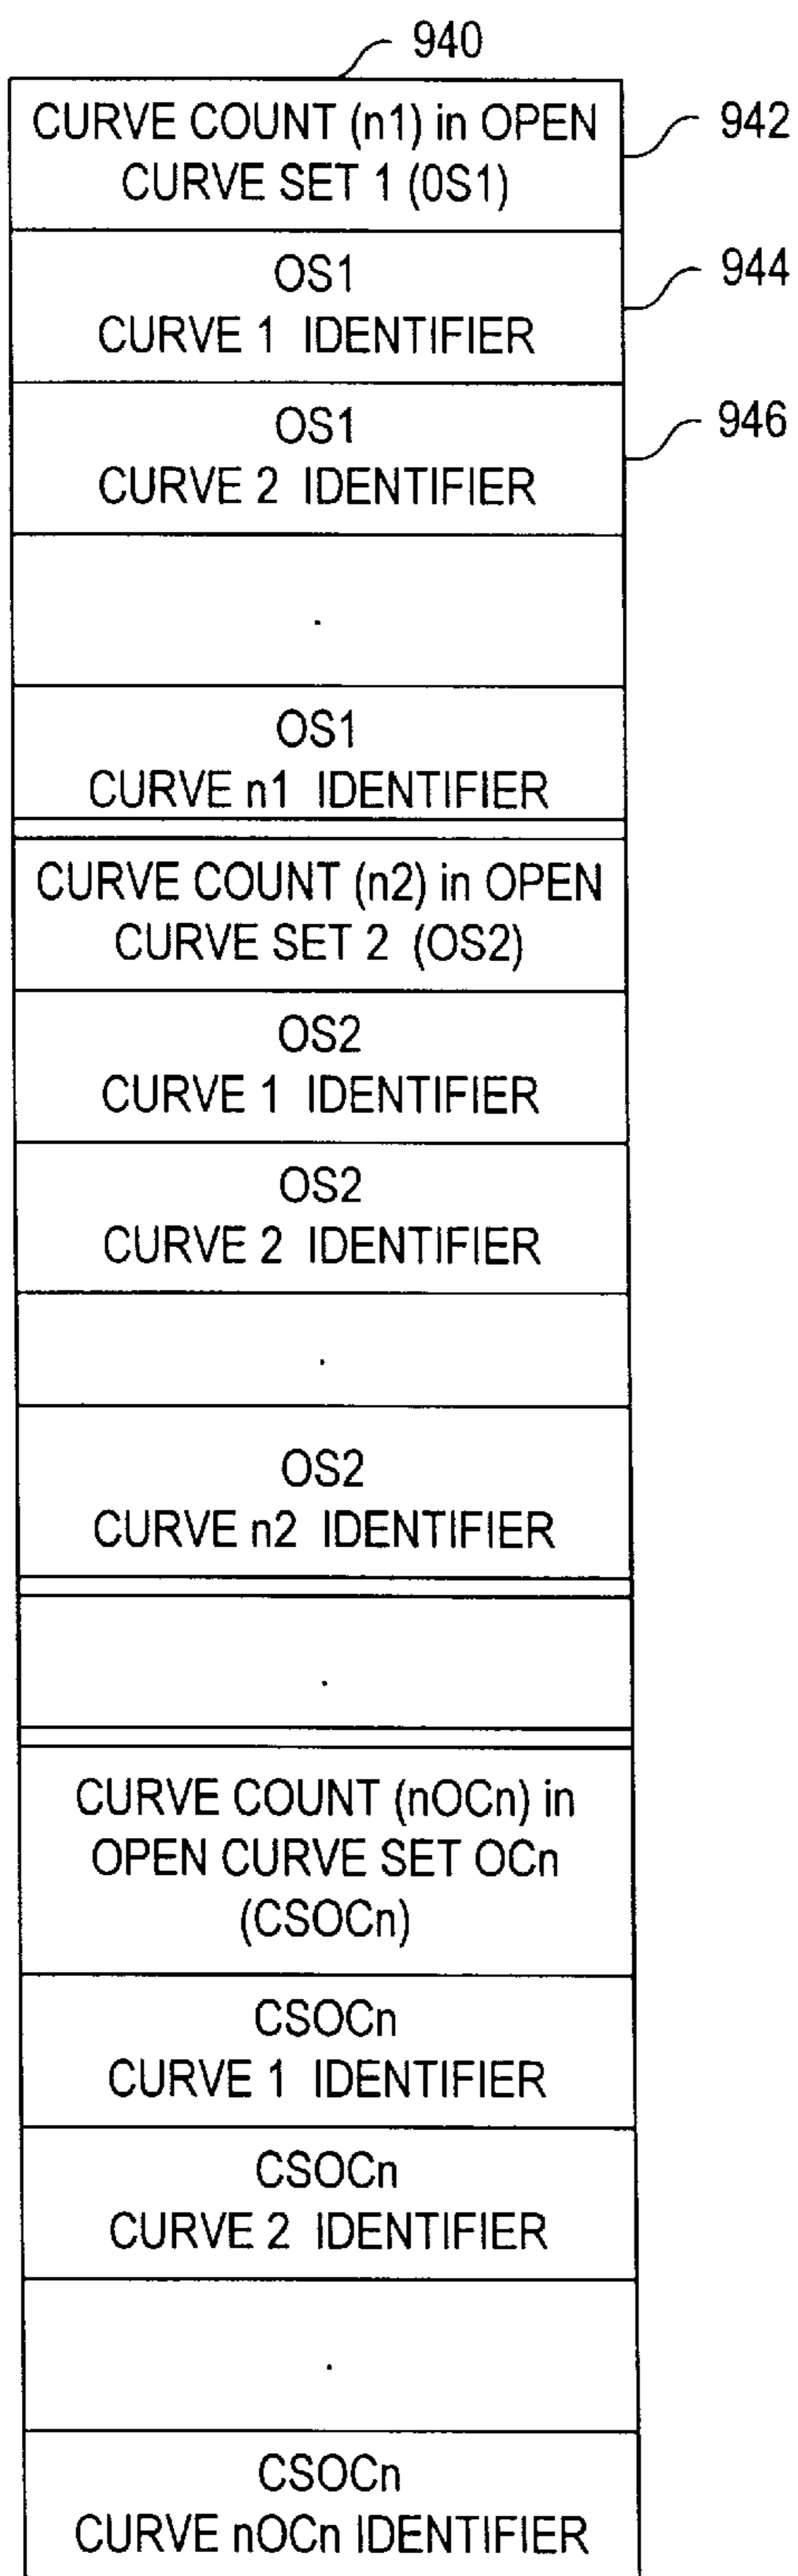 940
CURVE COUNT (n1) in OPEN
CURVE SET 1 (0S1)
942
OS1
CURVE 1 IDENTIFIER
944
OS1
CURVE 2 IDENTIFIER
946
.
OS1
CURVE n1 IDENTIFIER
CURVE COUNT (n2) in OPEN
CURVE SET 2 (OS2)
OS2
CURVE 1 IDENTIFIER
OS2
CURVE 2 IDENTIFIER
.
OS2
CURVE n2 IDENTIFIER
.
CURVE COUNT (nOCn) in
OPEN CURVE SET OCn
(CSOCn)
CSOCn
CURVE 1 IDENTIFIER
CSOCn
CURVE 2 IDENTIFIER
.
CSOCn
CURVE nOCn IDENTIFIER